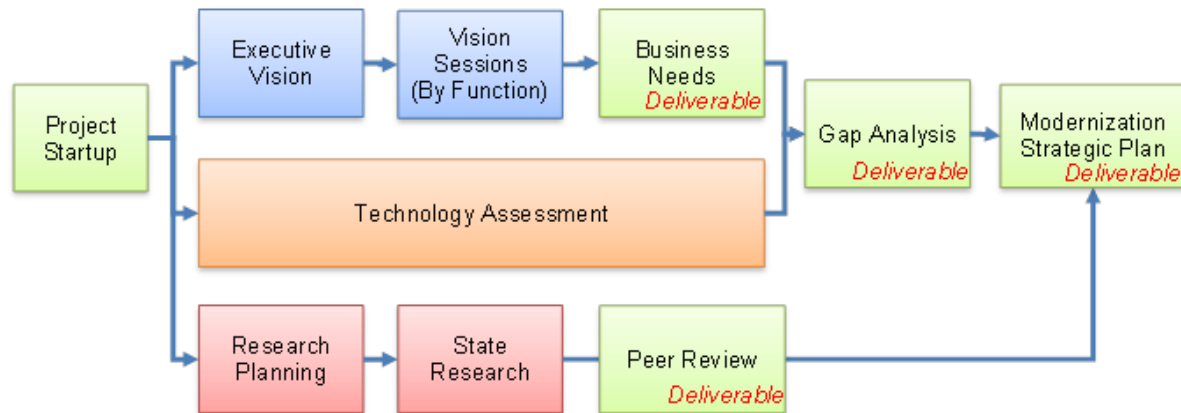 Project
Startup
Executive
Vision
Vision
Sessions
(By Function)
Business
Needs
Deliverable
Technology Assessment
Research
Planning
State
Research
Peer Review
Deliverable
Gap Analysis
Deliverable
Modernization
Strategic Plan
Deliverable